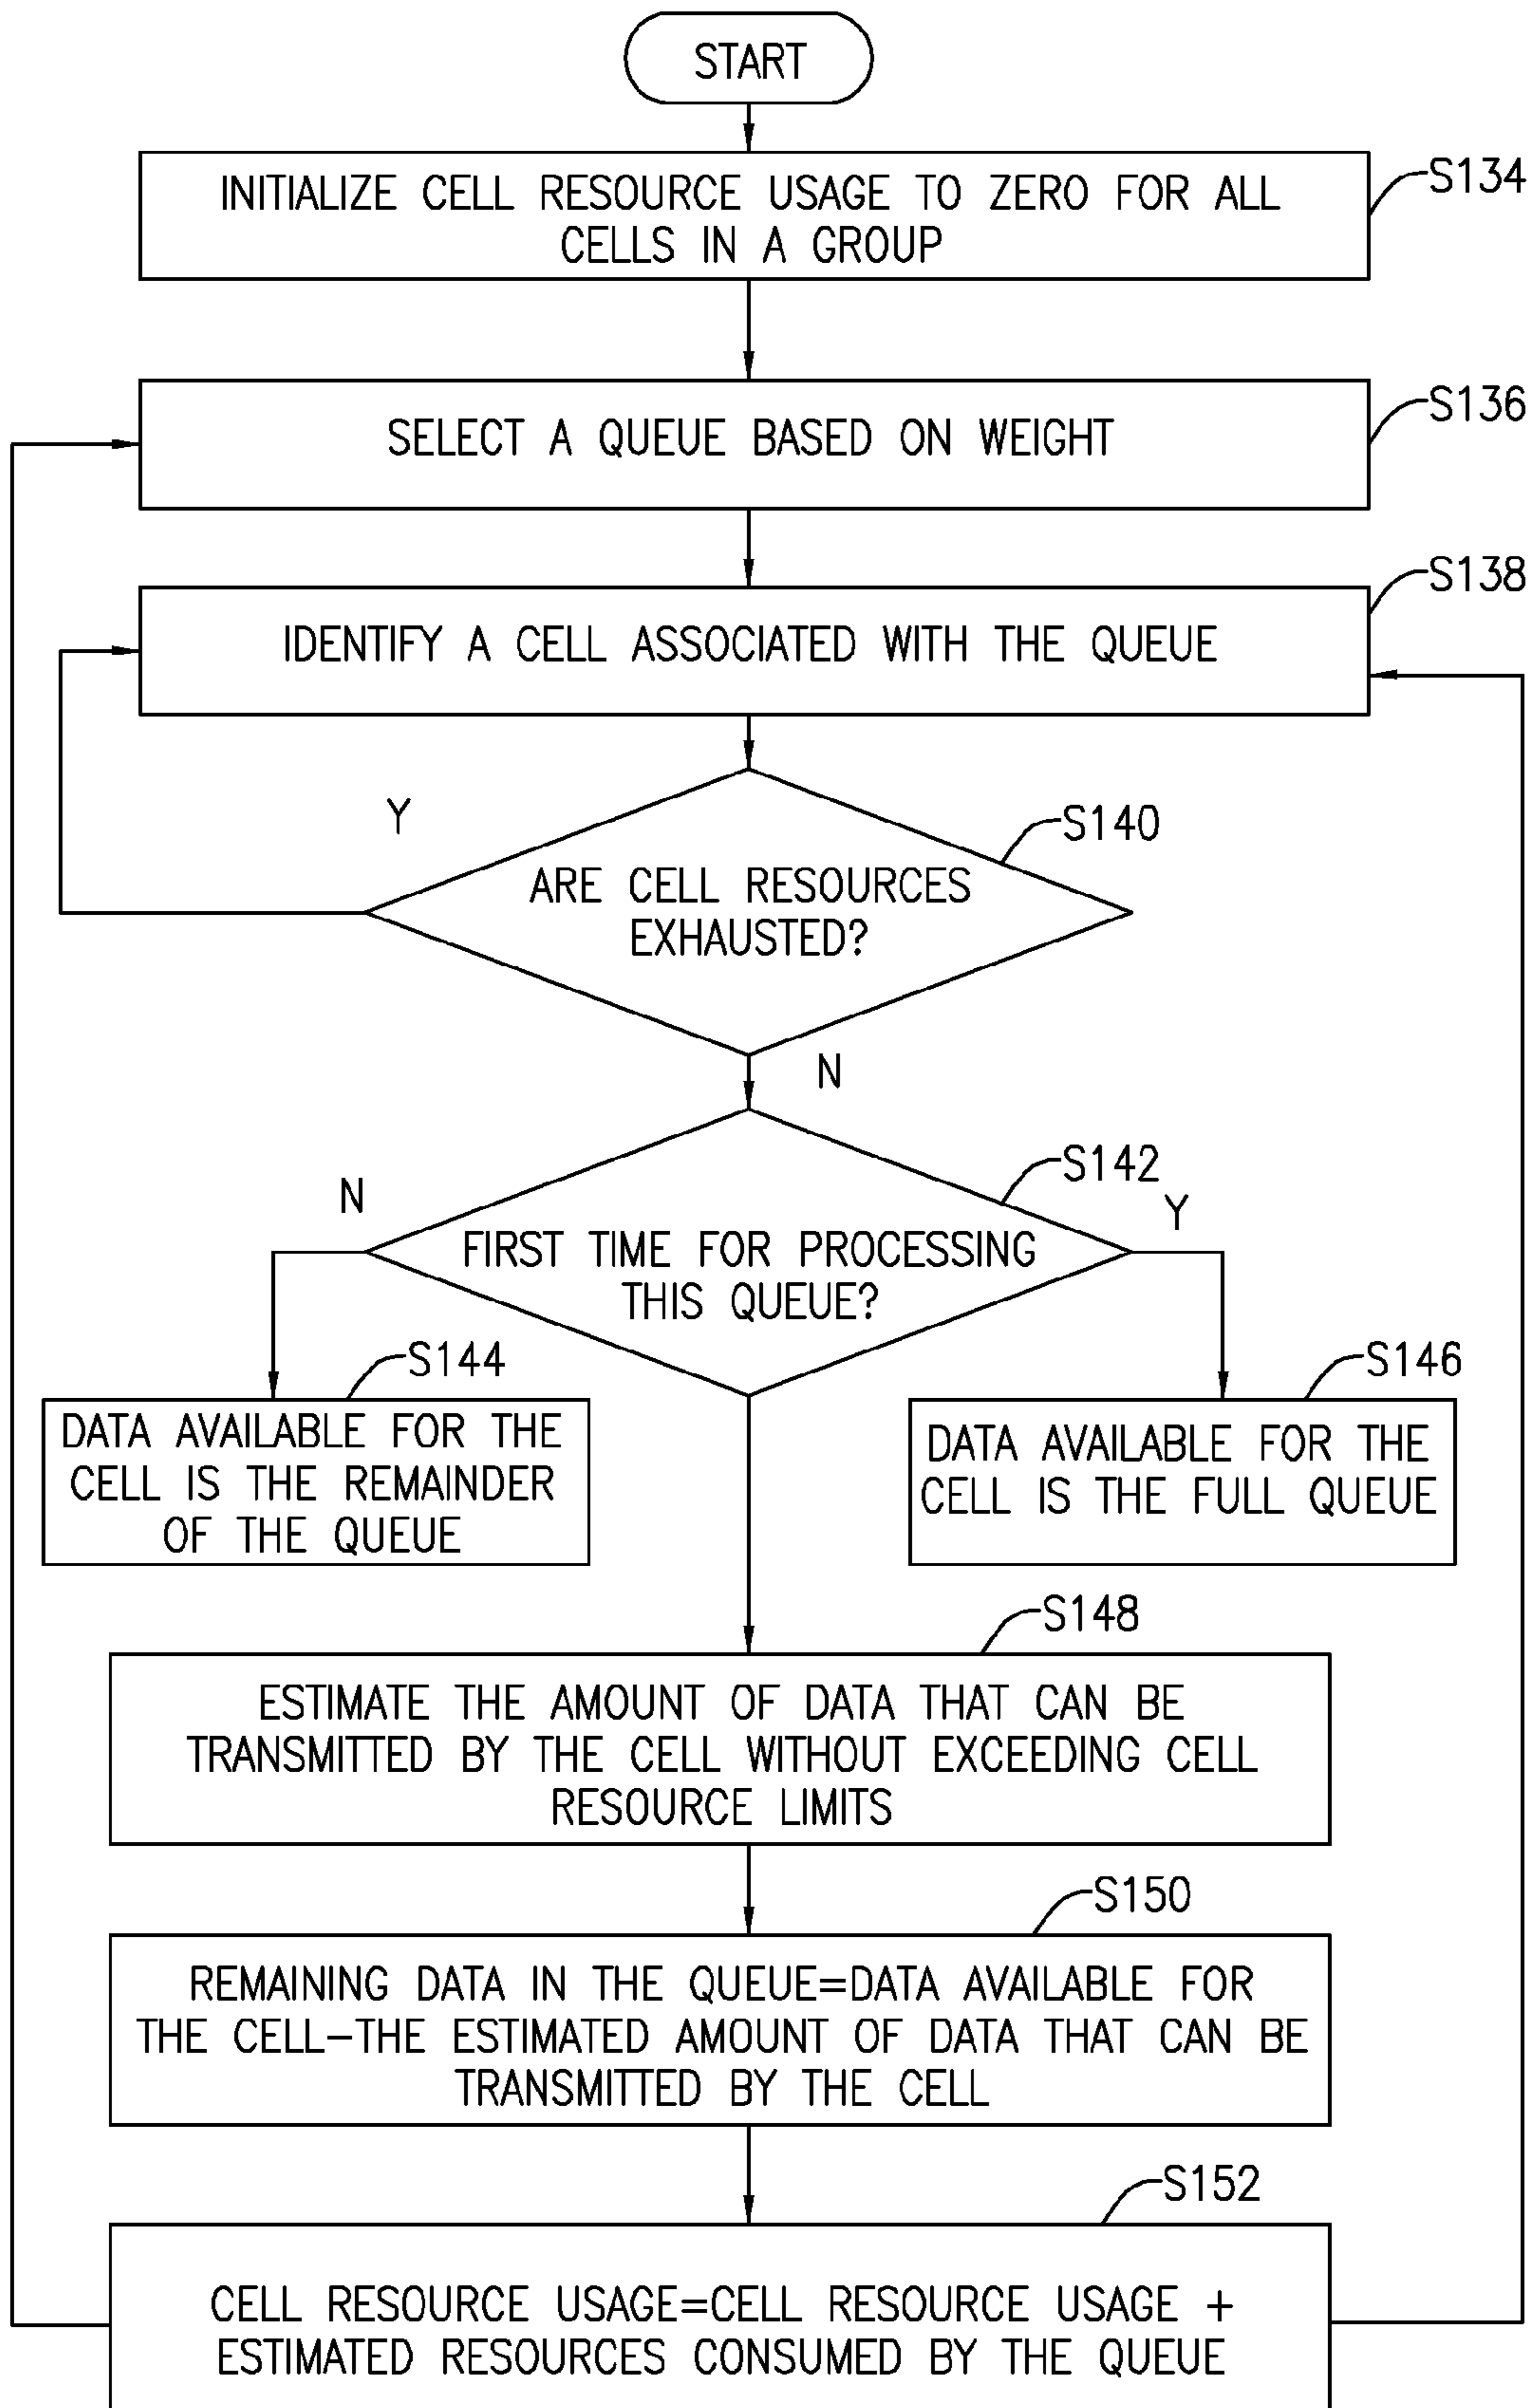 START
INITIALIZE CELL RESOURCE USAGE TO ZERO FOR ALL
CELLS IN A GROUP
S134
SELECT A QUEUE BASED ON WEIGHT
S136
IDENTIFY A CELL ASSOCIATED WITH THE QUEUE
S138
Y
S140
ARE CELL RESOURCES
EXHAUSTED?
N
S142
N
Y
FIRST TIME FOR PROCESSING
THIS QUEUE?
S144
DATA AVAILABLE FOR THE
CELL IS THE REMAINDER
OF THE QUEUE
S146
DATA AVAILABLE FOR THE
CELL IS THE FULL QUEUE
S148
ESTIMATE THE AMOUNT OF DATA THAT CAN BE
TRANSMITTED BY THE CELL WITHOUT EXCEEDING CELL
RESOURCE LIMITS
S150
REMAINING DATA IN THE QUEUE=DATA AVAILABLE FOR
THE CELL-THE ESTIMATED AMOUNT OF DATA THAT CAN BE
TRANSMITTED BY THE CELL
S152
CELL RESOURCE USAGE=CELL RESOURCE USAGE +
ESTIMATED RESOURCES CONSUMED BY THE QUEUE